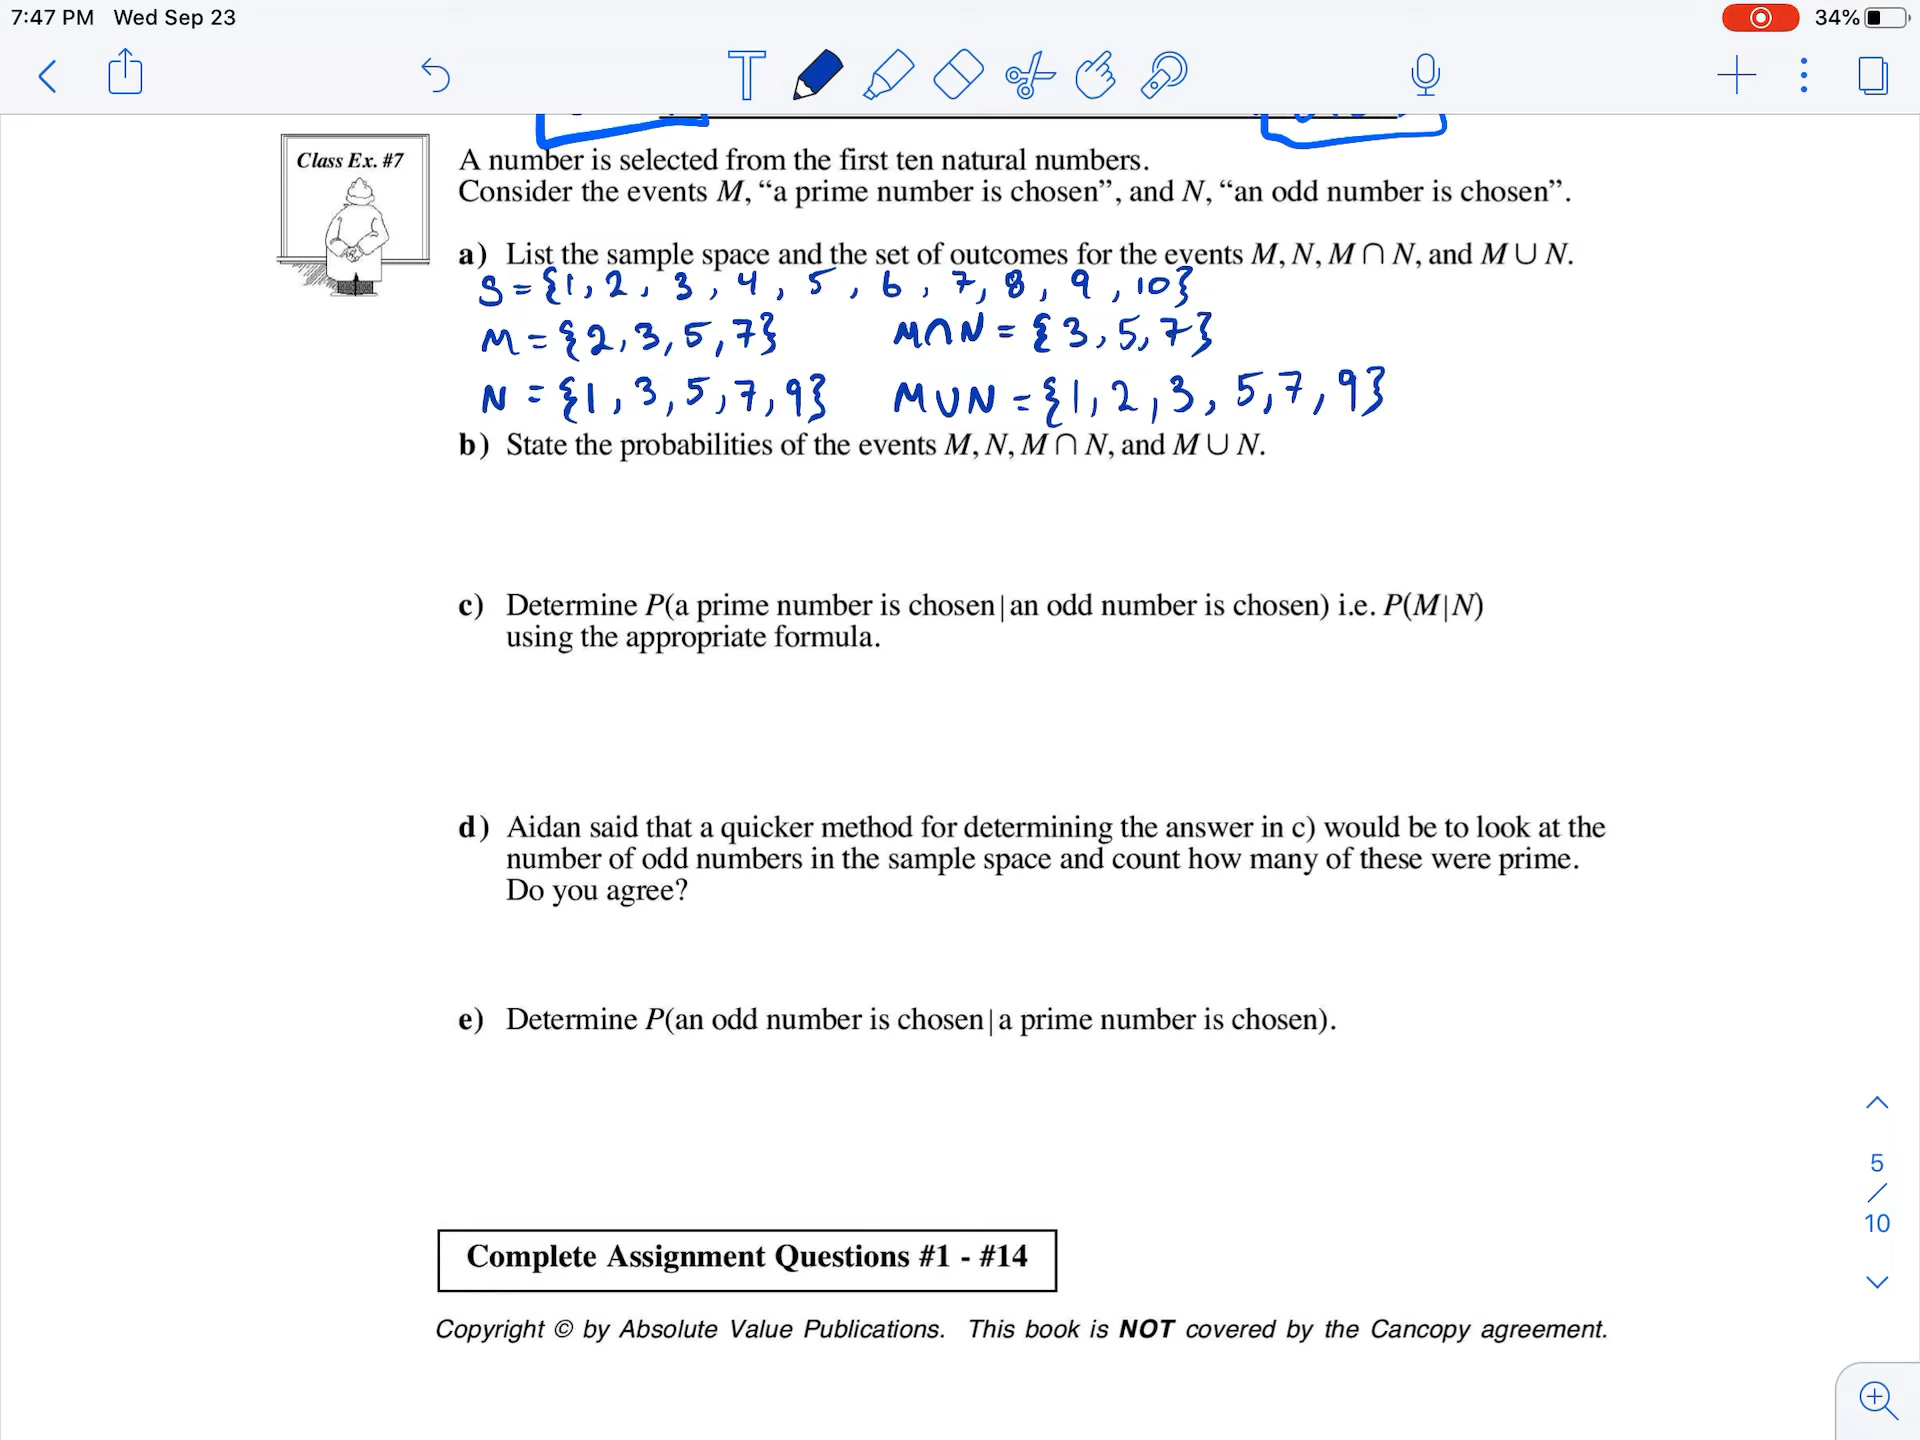 7:47 PM Wed Sep 23
34%
T
Class Ex. #7
A number is selected from the first ten natural numbers.
Consider the events M, “a prime number is chosen”, and N, “an odd number is chosen”.
a) List the sample space and the set of outcomes for the events M, N, M ∩ N, and M ∪ N.
S = {1, 2, 3, 4, 5, 6, 7, 8, 9, 10}
M = {2, 3, 5, 7} M∩N = {3, 5, 7}
N = {1, 3, 5, 7, 9} M∪N = {1, 2, 3, 5, 7, 9}
b) State the probabilities of the events M, N, M ∩ N, and M ∪ N.
c) Determine P(a prime number is chosen | an odd number is chosen) i.e. P(M|N)
using the appropriate formula.
d) Aidan said that a quicker method for determining the answer in c) would be to look at the
number of odd numbers in the sample space and count how many of these were prime.
Do you agree?
e) Determine P(an odd number is chosen | a prime number is chosen).
5
/
10
Complete Assignment Questions #1 - #14
Copyright © by Absolute Value Publications. This book is NOT covered by the Cancopy agreement.